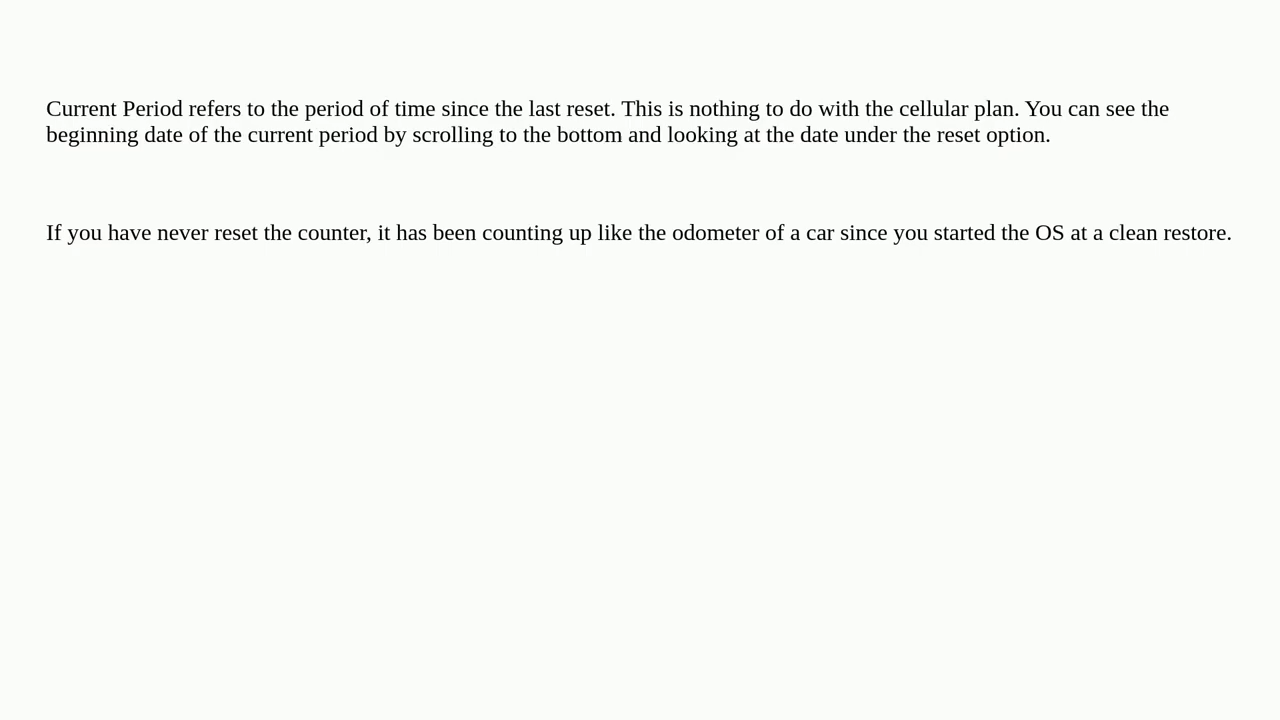 Current Period refers to the period of time since the last reset. This is nothing to do with the cellular plan. You can see the
beginning date of the current period by scrolling to the bottom and looking at the date under the reset option.
If you have never reset the counter, it has been counting up like the odometer of a car since you started the OS at a clean restore.